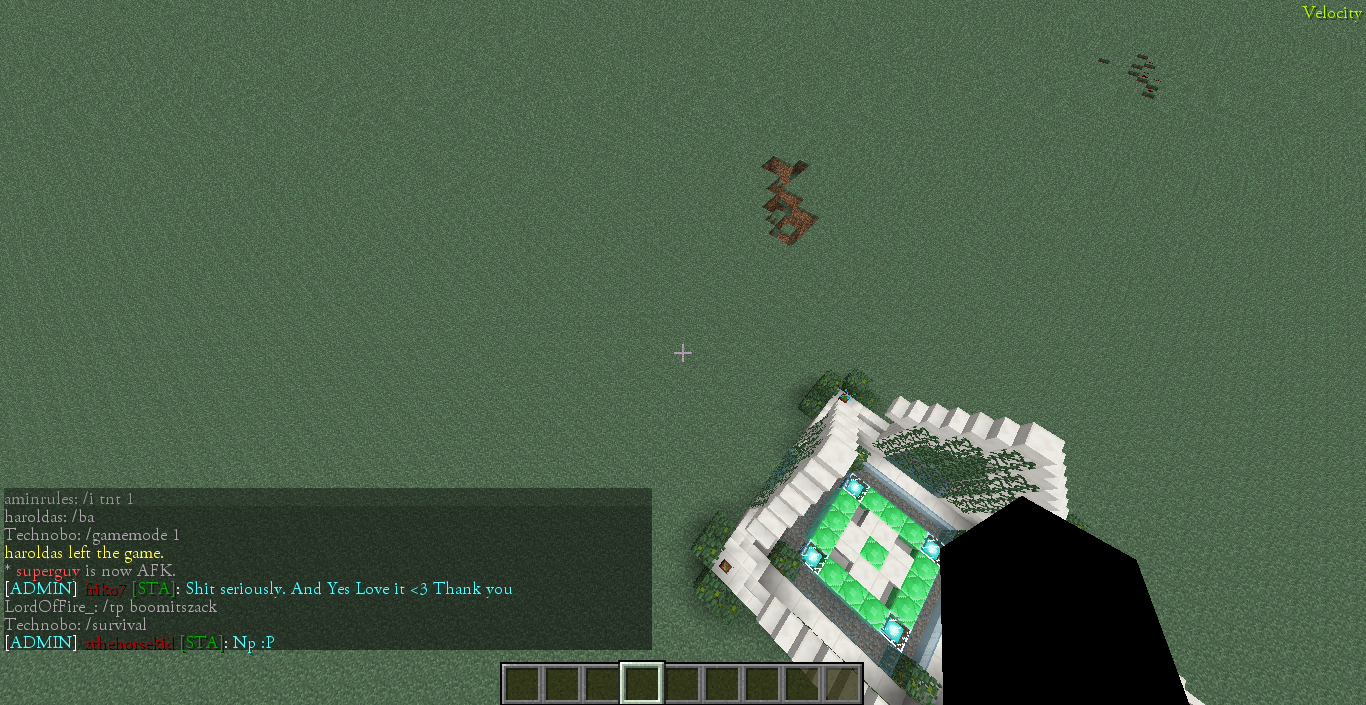 Velocity
aminrules: /i tnt 1
haroldas: /ba
Technobo: /gamemode 1
haroldas left the game.
* superguv is now AFK.
[ADMIN] [STA]: Shit seriously. And Yes Love it <3 Thank you
LordOfFire_: /tp boomitszack
Technobo: /survival
[ADMIN] [STA]: Np :P